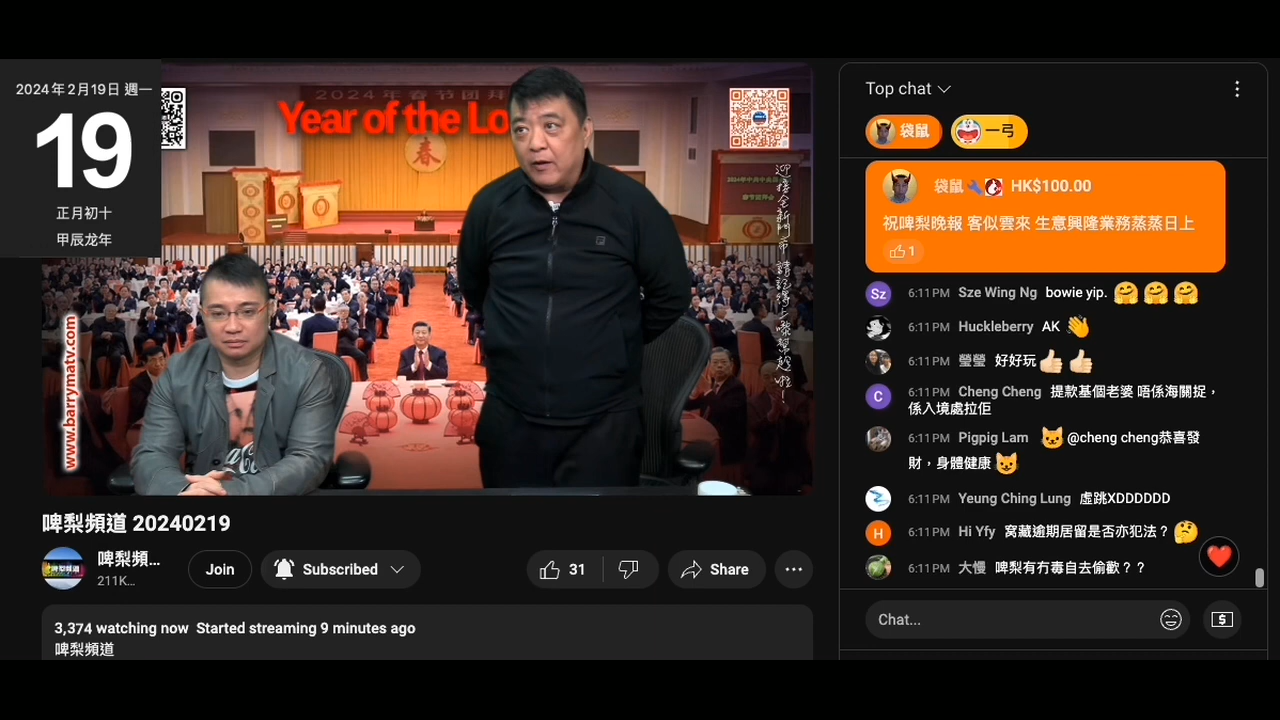 2024年2月19日 週一
19
正月初十
甲辰龙年
2024年春节团拜
Year of the Lo
春
www.barrymatv.com
啤梨頻道 20240219
啤梨頻...
211K...
Join
Subscribed
31
Share
3,374 watching now Started streaming 9 minutes ago
啤梨頻道
Top chat
袋鼠
一弓
袋鼠 HK$100.00
祝啤梨晚報 客似雲來 生意興隆業務蒸蒸日上
1
Sz 6:11 PM Sze Wing Ng bowie yip. 🤗 🤗 🤗
6:11 PM Huckleberry AK 👋
6:11 PM 瑩瑩 好好玩👍🏻 👍🏻
C 6:11 PM Cheng Cheng 提款基個老婆 唔係海關捉，
係入境處拉佢
6:11 PM Pigpig Lam 🐱 @cheng cheng恭喜發
財，身體健康 😺
6:11 PM Yeung Ching Lung 虛跳XDDDDDD
H 6:11 PM Hi Yfy 窩藏逾期居留是否亦犯法？🤔
6:11 PM 大慢 啤梨有冇毒自去偷歡？？
Chat...